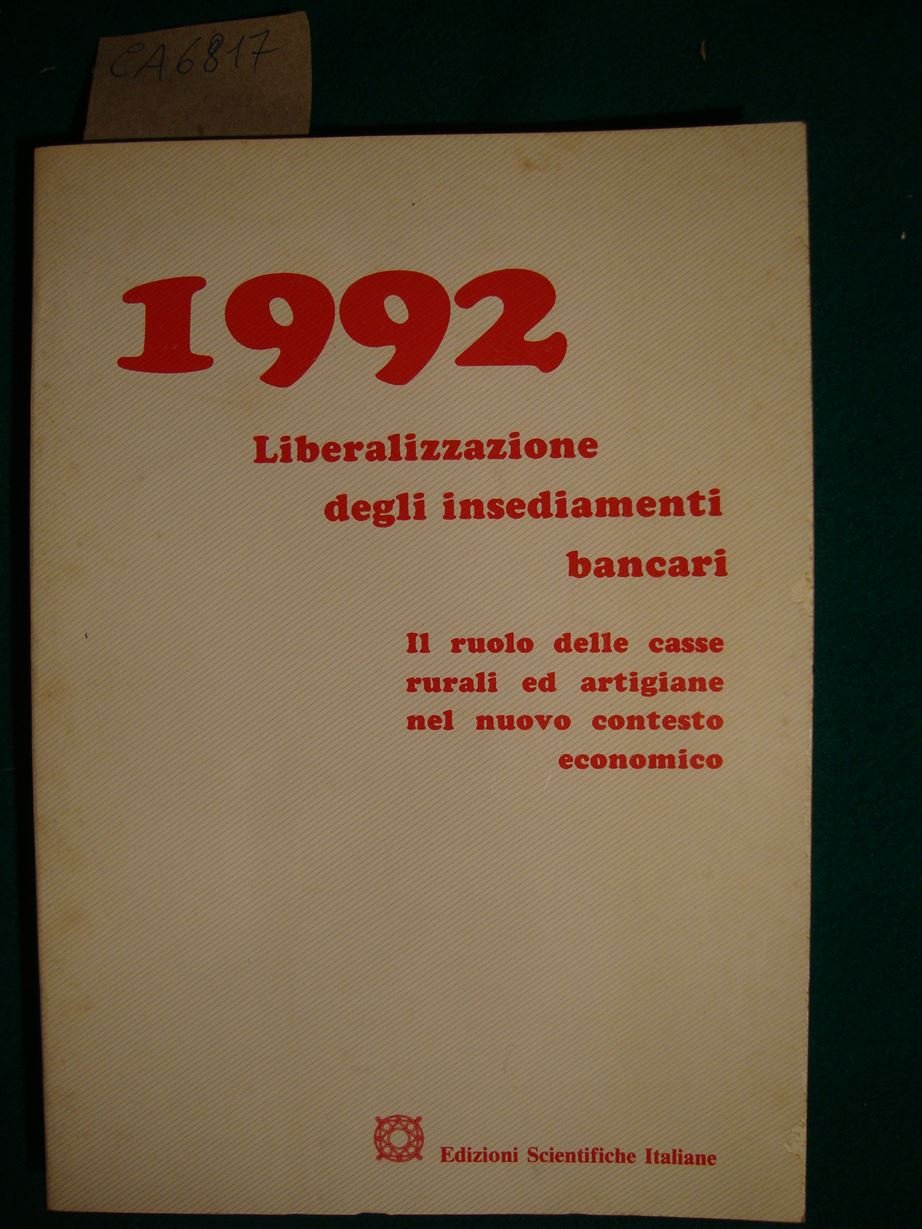 CA6817
1992
Liberalizzazione
degli insediamenti
bancari
Il ruolo delle casse
rurali ed artigiane
nel nuovo contesto
economico
Edizioni Scientifiche Italiane